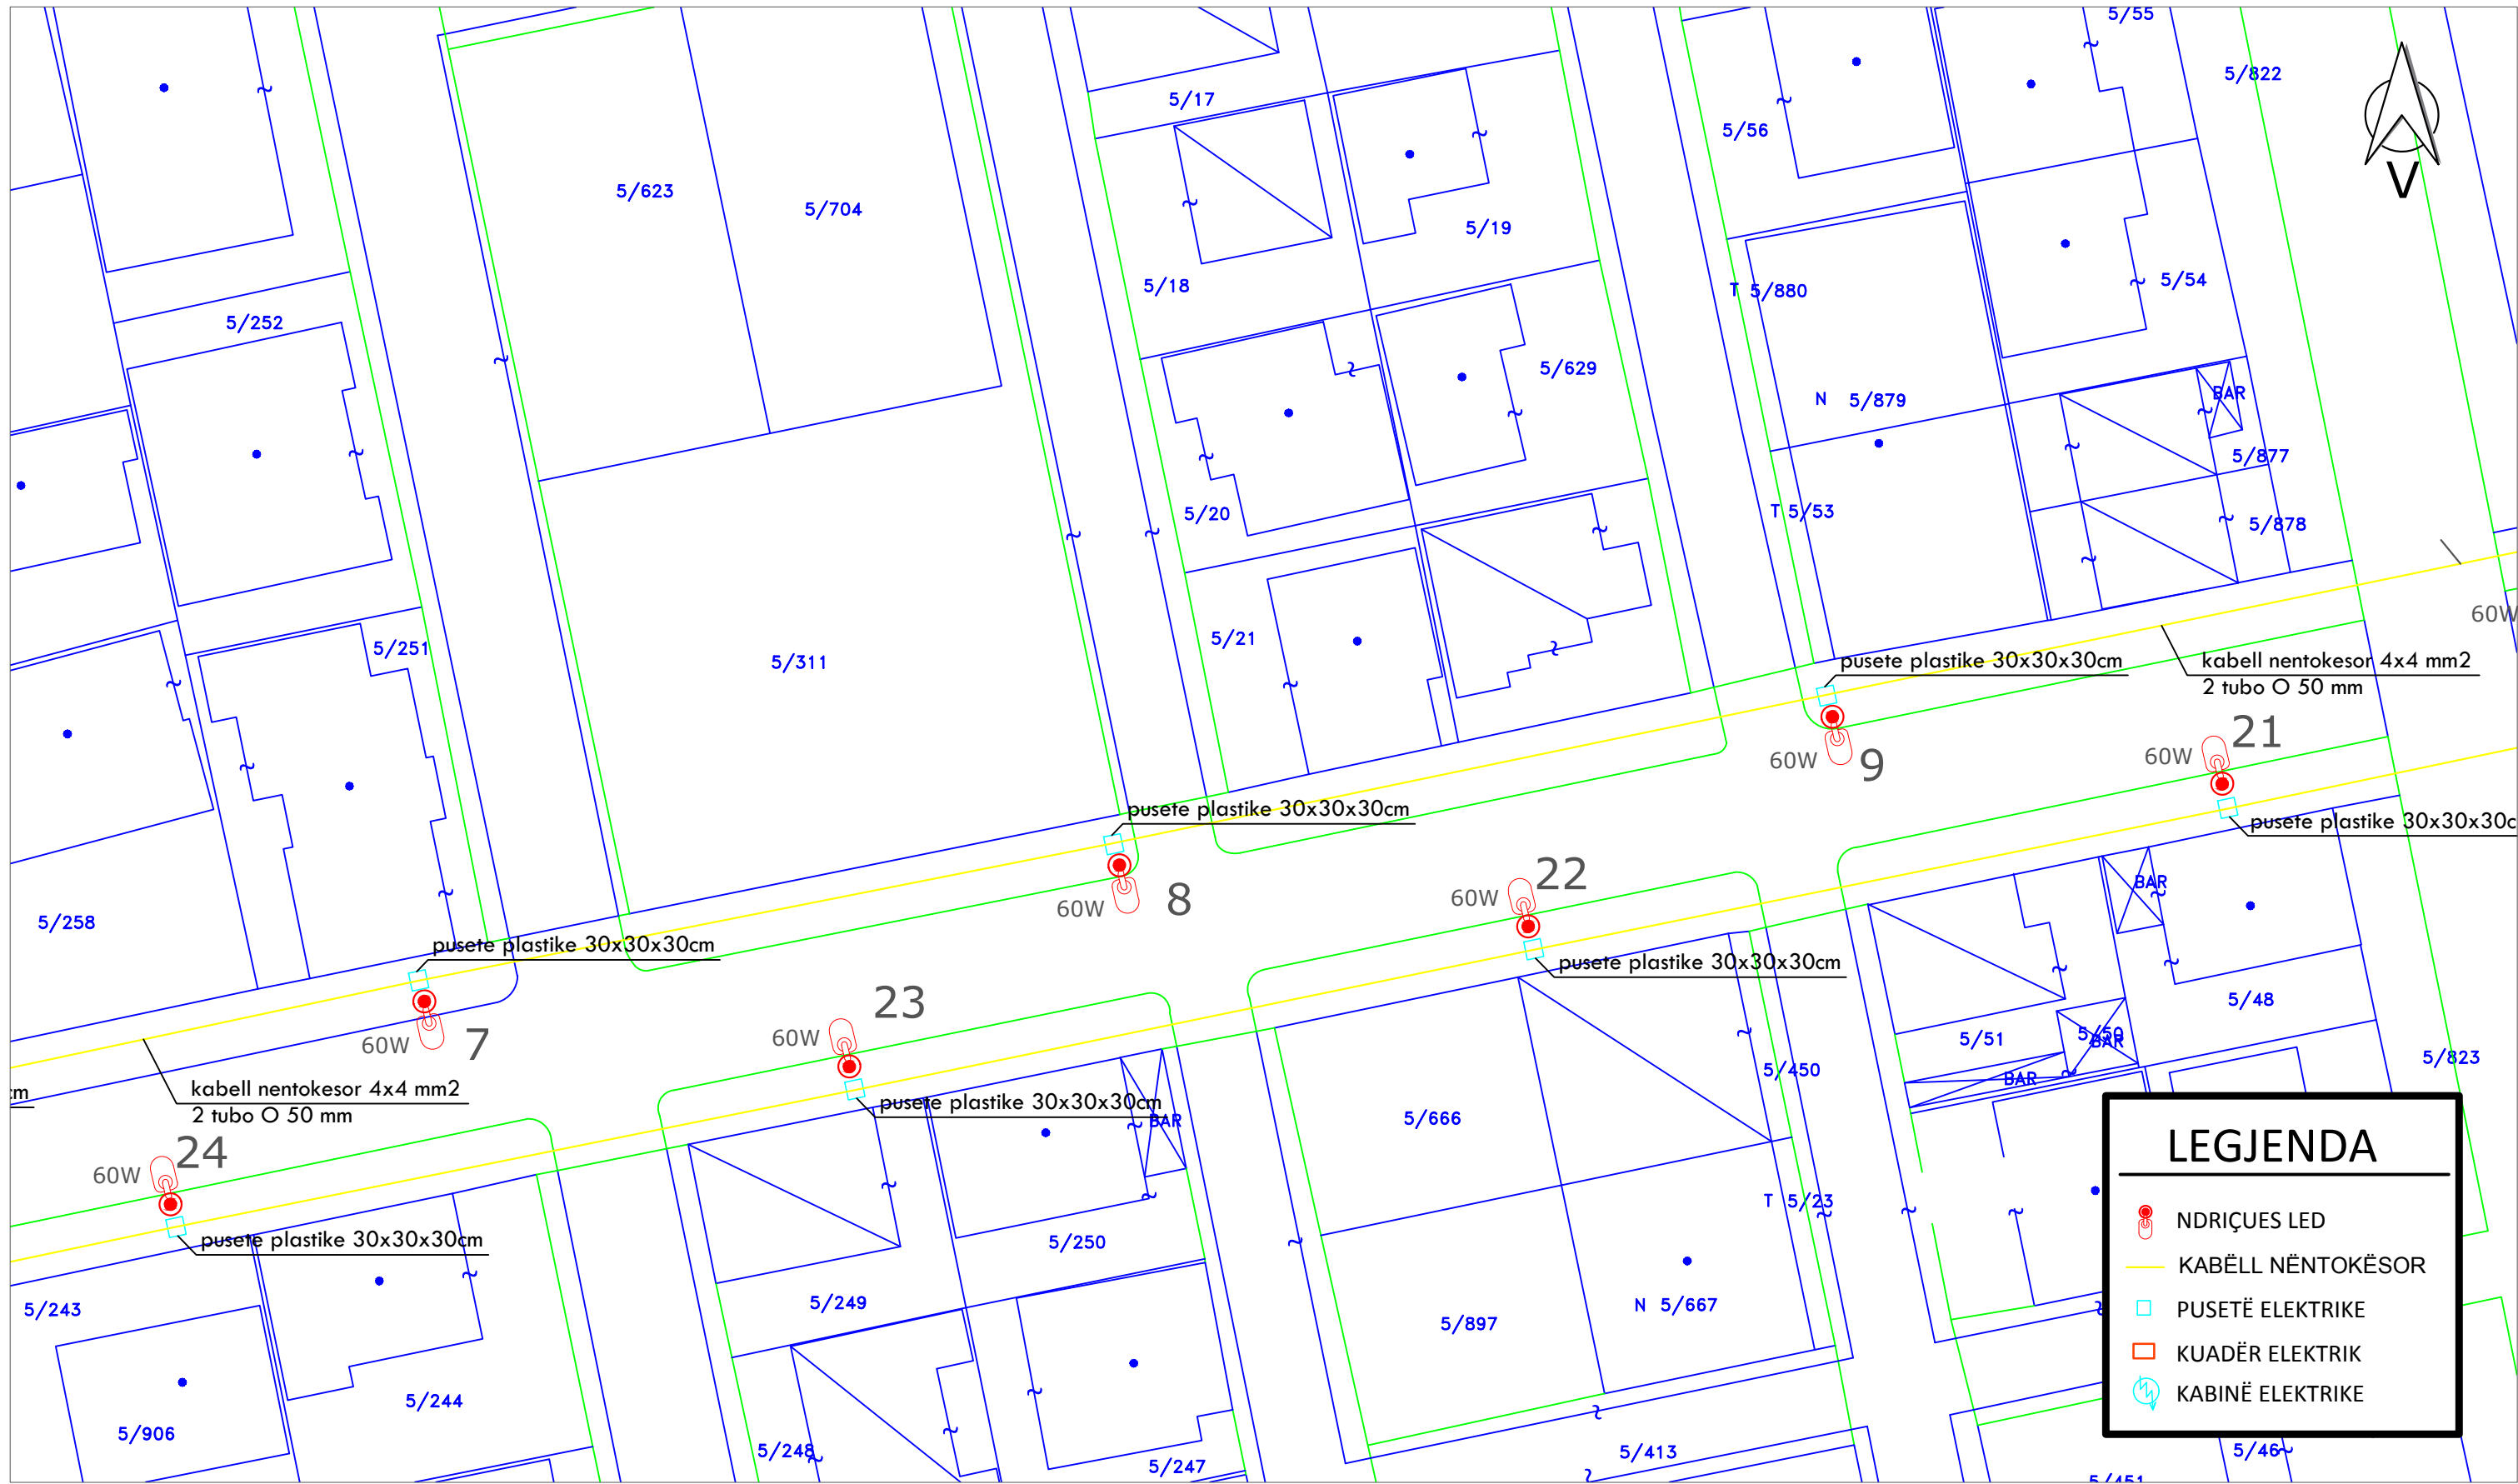 5/55
5/822
5/17
5/56
V
5/623
5/704
5/19
5/18
T 5/880
5/54
5/252
5/629
BAR
N 5/879
5/877
5/20
T 5/53
5/878
5/21
5/251
5/311
60W
pusete plastike 30x30x30cm
kabell nentokesor 4x4 mm2
2 tubo O 50 mm
21
60W
60W
9
pusete plastike 30x30x30cm
pusete plastike 30x30x30c
22
BAR
60W
8
60W
5/258
pusete plastike 30x30x30cm
pusete plastike 30x30x30cm
23
5/48
60W
5/51
5/50
BAR
60W
7
5/823
5/450
BAR
cm
kabell nentokesor 4x4 mm2
2 tubo O 50 mm
pusete plastike 30x30x30cm
BAR
5/666
24
60W
LEGJENDA
T 5/23
NDRIÇUES LED
pusete plastike 30x30x30cm
5/250
KABËLL NËNTOKËSOR
5/243
5/249
N 5/667
PUSETË ELEKTRIKE
5/897
KUADËR ELEKTRIK
5/244
KABINË ELEKTRIKE
5/906
5/248
5/413
5/46
5/247
5/451